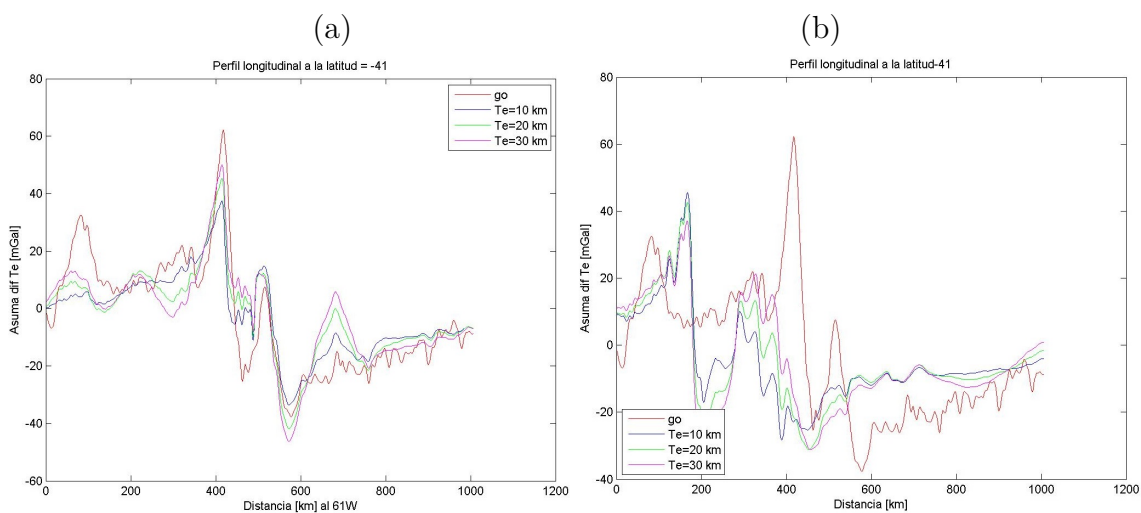 (a)
Perfil longitudinal a la latitud = -41
Asuma dif Te [mGal]
80
60
40
20
0
-20
-40
-60
0
200
400
600
800
1000
1200
Distancia [km] al 61W
go
Te=10 km
Te=20 km
Te=30 km
(b)
Perfil longitudinal a la latitud-41
Asuma dif Te [mGal]
80
60
40
20
0
-20
-40
0
200
400
600
800
1000
1200
Distancia [km]
go
Te=10 km
Te=20 km
Te=30 km